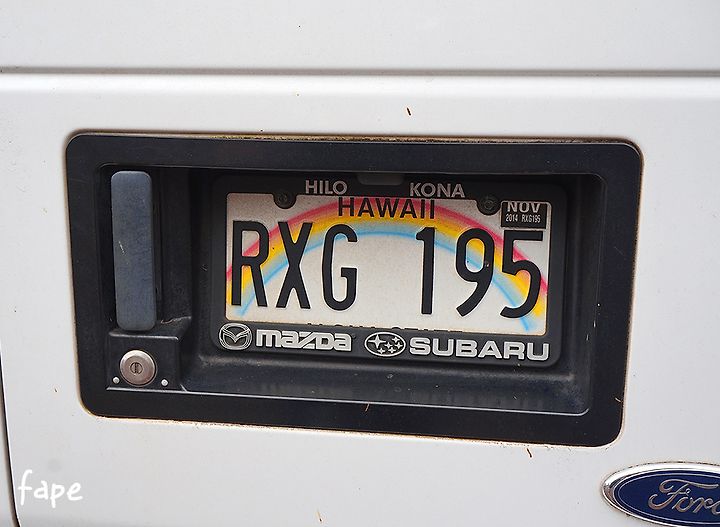 HILO KONA
HAWAII
NOV
2014 RXG195
RXG 195
mazda SUBARU
Ford
fape